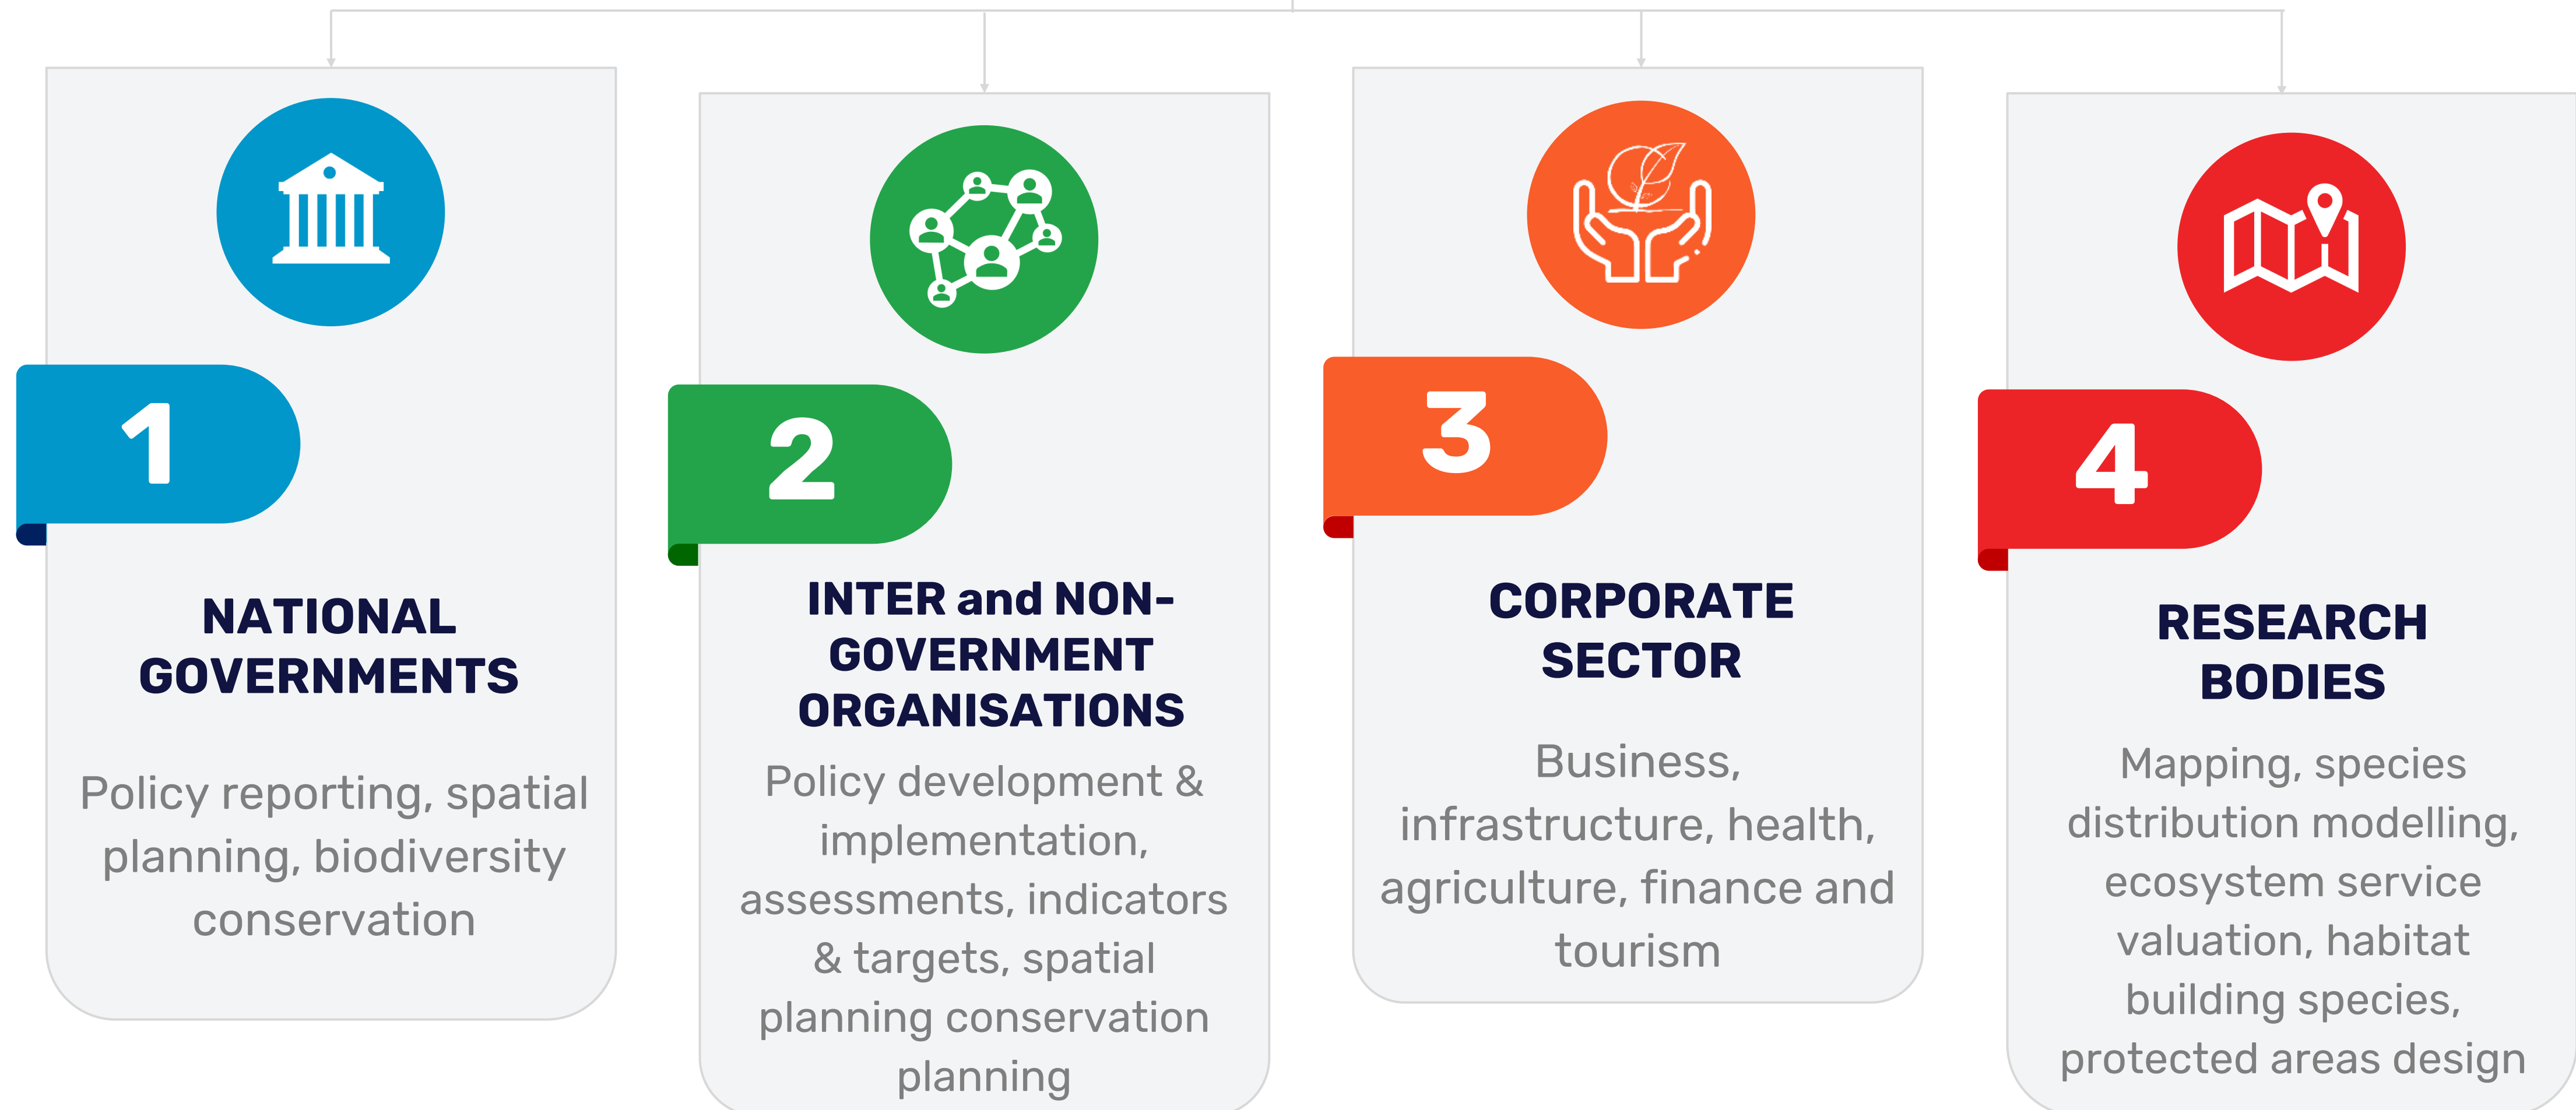 1
NATIONAL
GOVERNMENTS
Policy reporting, spatial
planning, biodiversity
conservation
2
INTER and NON-
GOVERNMENT
ORGANISATIONS
Policy development &
implementation,
assessments, indicators
& targets, spatial
planning conservation
planning
3
CORPORATE
SECTOR
Business,
infrastructure, health,
agriculture, finance and
tourism
4
RESEARCH
BODIES
Mapping, species
distribution modelling,
ecosystem service
valuation, habitat
building species,
protected areas design